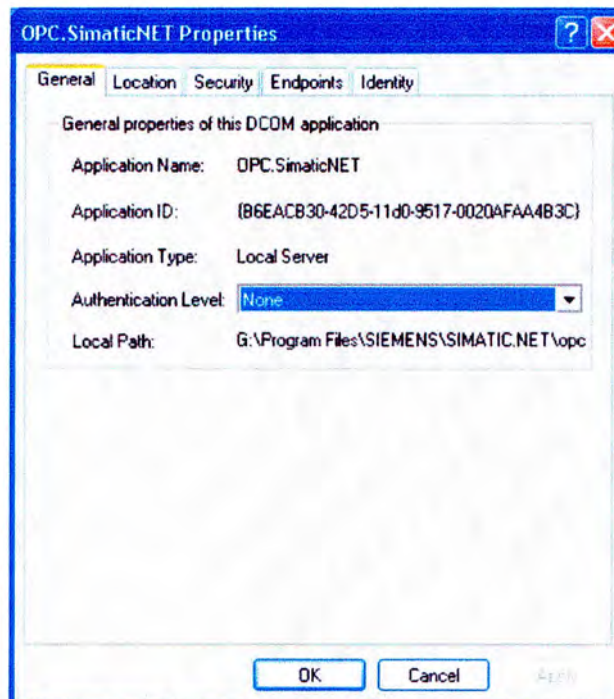 OPC.SimaticNET Properties
General Location Security Endpoints Identity
General properties of this DCOM application
Application Name: OPC.SimaticNET
Application ID: {B6EACB30-42D5-11d0-9517-0020AFAA4B3C}
Application Type: Local Server
Authentication Level: None
Local Path: G:\Program Files\SIEMENS\SIMATIC.NET\opc
OK Cancel Apply